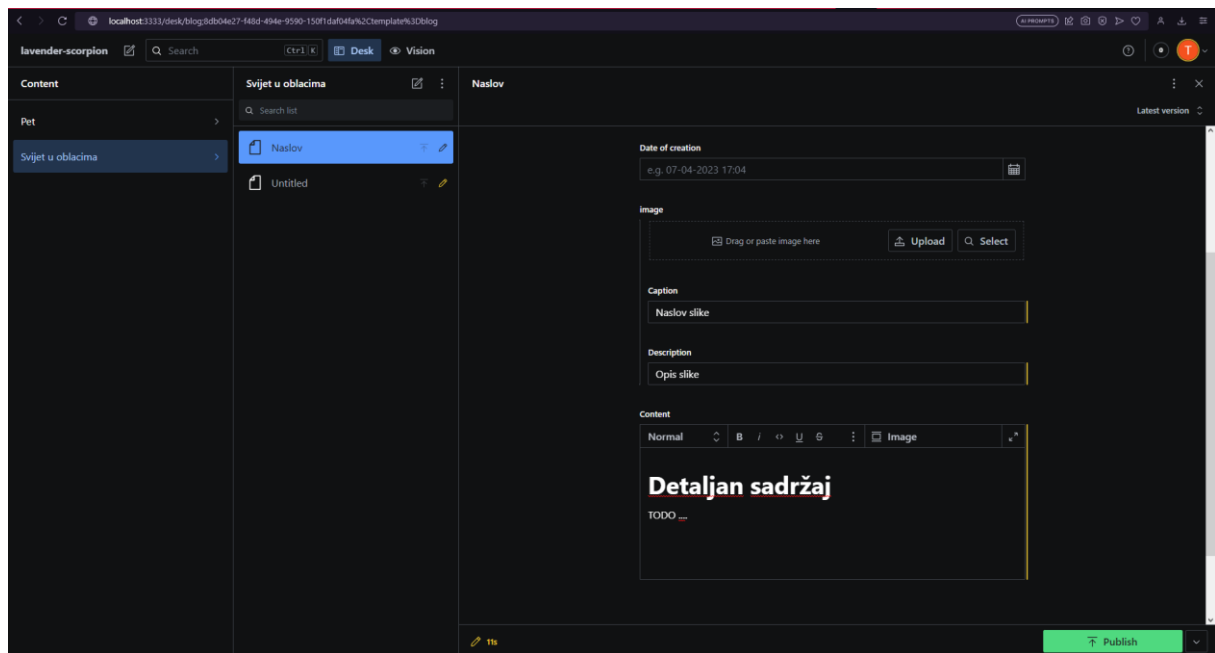 localhost:3333/desk/blog;8db04e27-f48d-494e-9590-150f1daf04fa%2Ctemplate%3Dblog
AI PROMPTS
lavender-scorpion
Search
Ctrl K
Desk
Vision
T
Content
Svijet u oblacima
Naslov
Search list
Latest version
Pet
Svijet u oblacima
Naslov
Untitled
Date of creation
e.g. 07-04-2023 17:04
image
Drag or paste image here
Upload
Select
Caption
Naslov slike
Description
Opis slike
Content
Normal B i U S Image
Detaljan sadržaj
TODO ....
11s
Publish